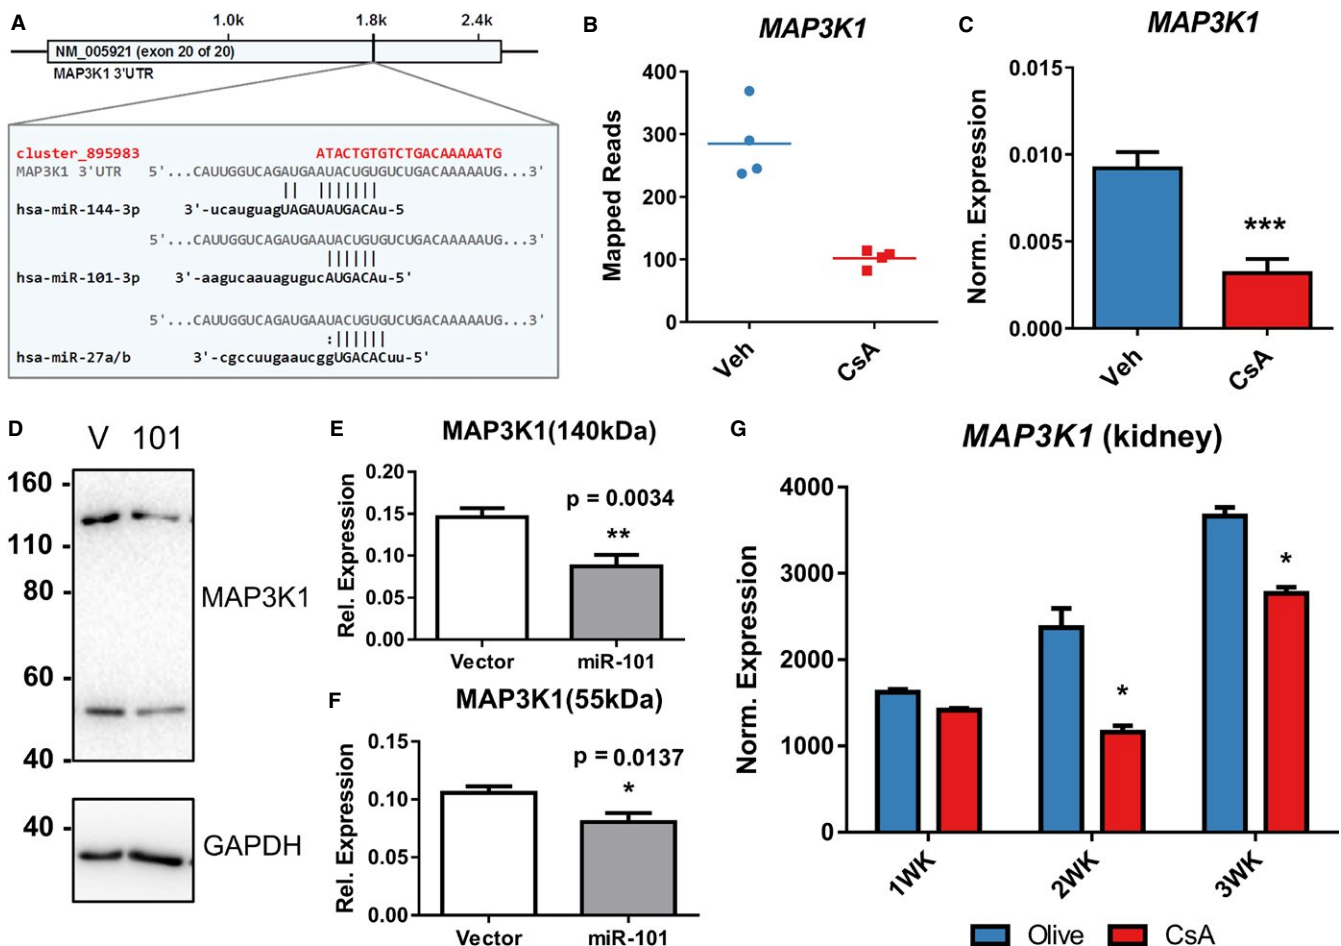 A
1.0k 1.8k 2.4k
NM_005921 (exon 20 of 20)
MAP3K1 3'UTR
cluster_895983 ATACTGTGTCTGACAAAAATG
MAP3K1 3'UTR 5'...CAUUGGUCAGAUGAAUACUGUGUCUGACAAAAAUG...3'
hsa-miR-144-3p 3'-ucauguagUAGAUAUGACAu-5
5'...CAUUGGUCAGAUGAAUACUGUGUCUGACAAAAAUG...3'
hsa-miR-101-3p 3'-aagucaauagugucAUGACAu-5'
5'...CAUUGGUCAGAUGAAUACUGUGUCUGACAAAAAUG...3'
hsa-miR-27a/b 3'-cgccuugaaucggUGACACuu-5'
B
MAP3K1
Mapped Reads
400
300
200
100
0
Veh CsA
C
MAP3K1
Norm. Expression
0.015
0.010
0.005
0.000
***
Veh CsA
D
V 101
160
110
80
60
40
MAP3K1
40
GAPDH
E
MAP3K1(140kDa)
Rel. Expression
0.20
0.15
0.10
0.05
0.00
p = 0.0034
**
Vector miR-101
F
MAP3K1(55kDa)
Rel. Expression
0.15
0.10
0.05
0.00
p = 0.0137
*
Vector miR-101
G
MAP3K1 (kidney)
Norm. Expression
4000
3000
2000
1000
0
*
*
1WK 2WK 3WK
Olive CsA